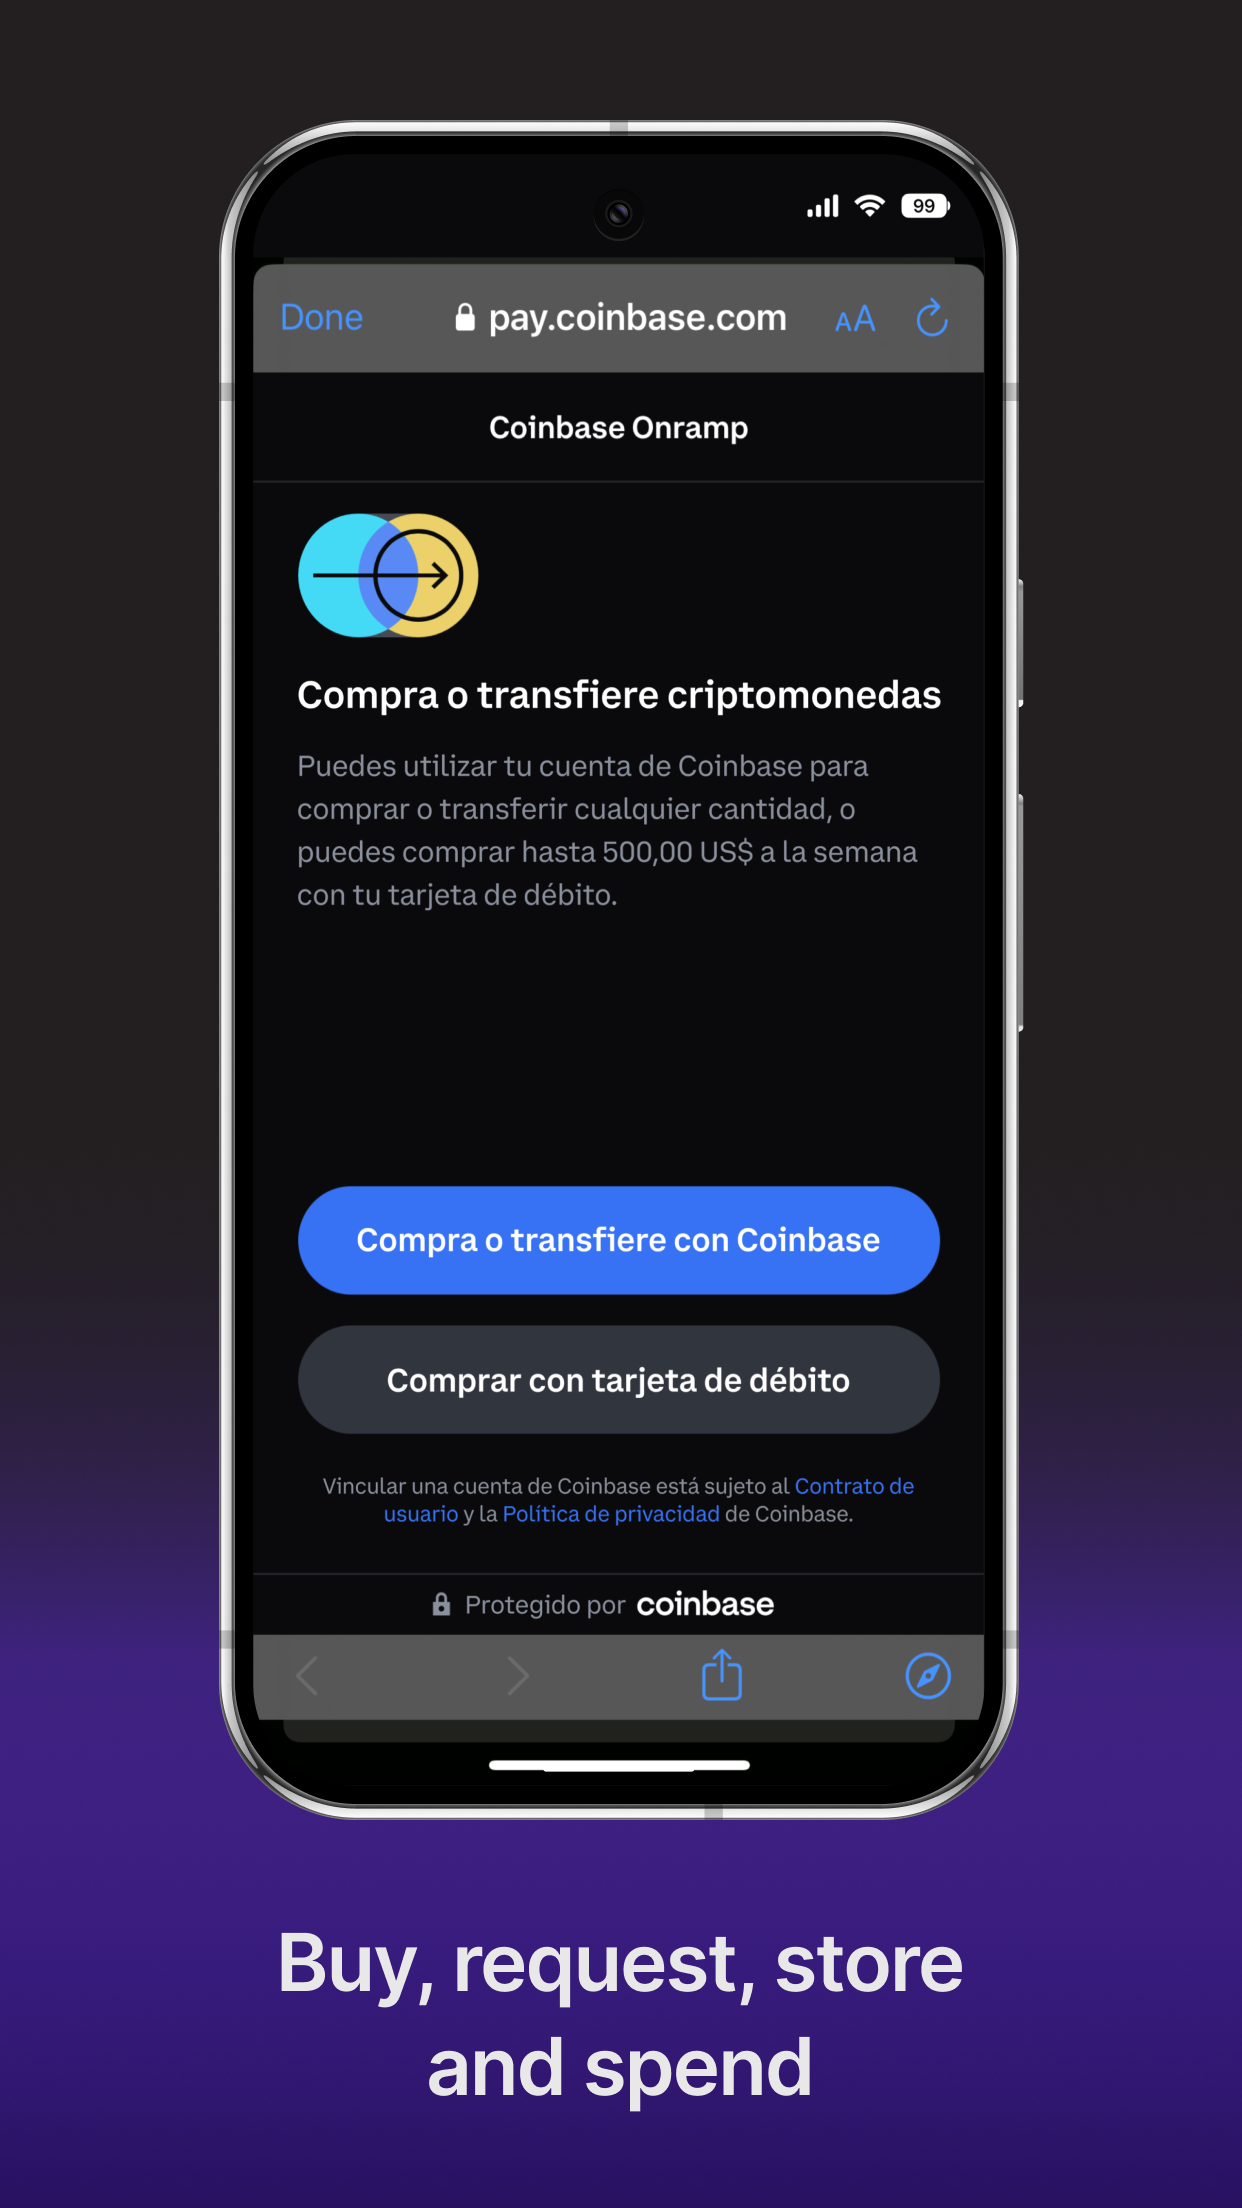 99
Done pay.coinbase.com AA
Coinbase Onramp
Compra o transfiere criptomonedas
Puedes utilizar tu cuenta de Coinbase para
comprar o transferir cualquier cantidad, o
puedes comprar hasta 500,00 US$ a la semana
con tu tarjeta de débito.
Compra o transfiere con Coinbase
Comprar con tarjeta de débito
Vincular una cuenta de Coinbase está sujeto al Contrato de
usuario y la Política de privacidad de Coinbase.
Protegido por coinbase
Buy, request, store
and spend